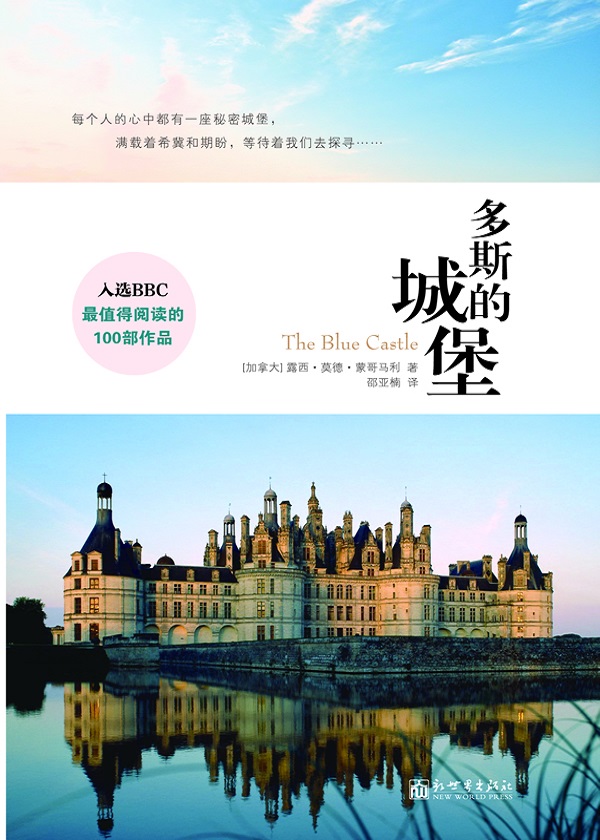 每个人的心中都有一座秘密城堡，
满载着希冀和期盼，等待着我们去探寻……
多斯的
城堡
入选BBC
最值得阅读的
100部作品
The Blue Castle
[加拿大] 露西·莫德·蒙哥马利 著
邵亚楠 译
新世界出版社
NEW WORLD PRESS